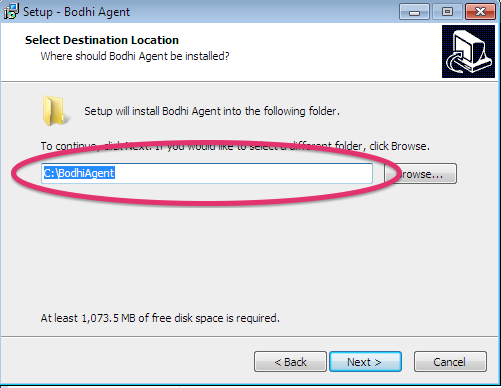 Setup - Bodhi Agent
Select Destination Location
Where should Bodhi Agent be installed?
Setup will install Bodhi Agent into the following folder.
To continue, click Next. If you would like to select a different folder, click Browse.
C:\BodhiAgent
Browse...
At least 1,073.5 MB of free disk space is required.
< Back
Next >
Cancel